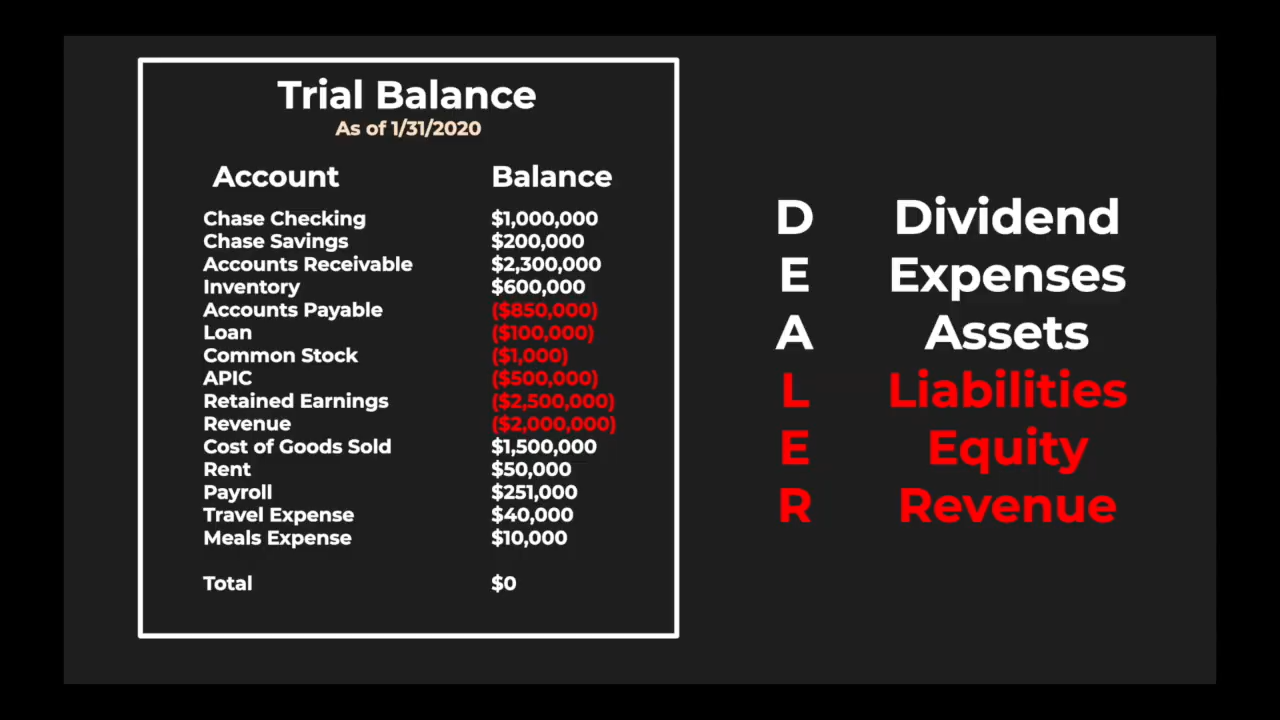 Trial Balance
As of 1/31/2020
Account Balance
Chase Checking $1,000,000
Chase Savings $200,000
Accounts Receivable $2,300,000
Inventory $600,000
Accounts Payable ($850,000)
Loan ($100,000)
Common Stock ($1,000)
APIC ($500,000)
Retained Earnings ($2,500,000)
Revenue ($2,000,000)
Cost of Goods Sold $1,500,000
Rent $50,000
Payroll $251,000
Travel Expense $40,000
Meals Expense $10,000
Total $0
D Dividend
E Expenses
A Assets
L Liabilities
E Equity
R Revenue